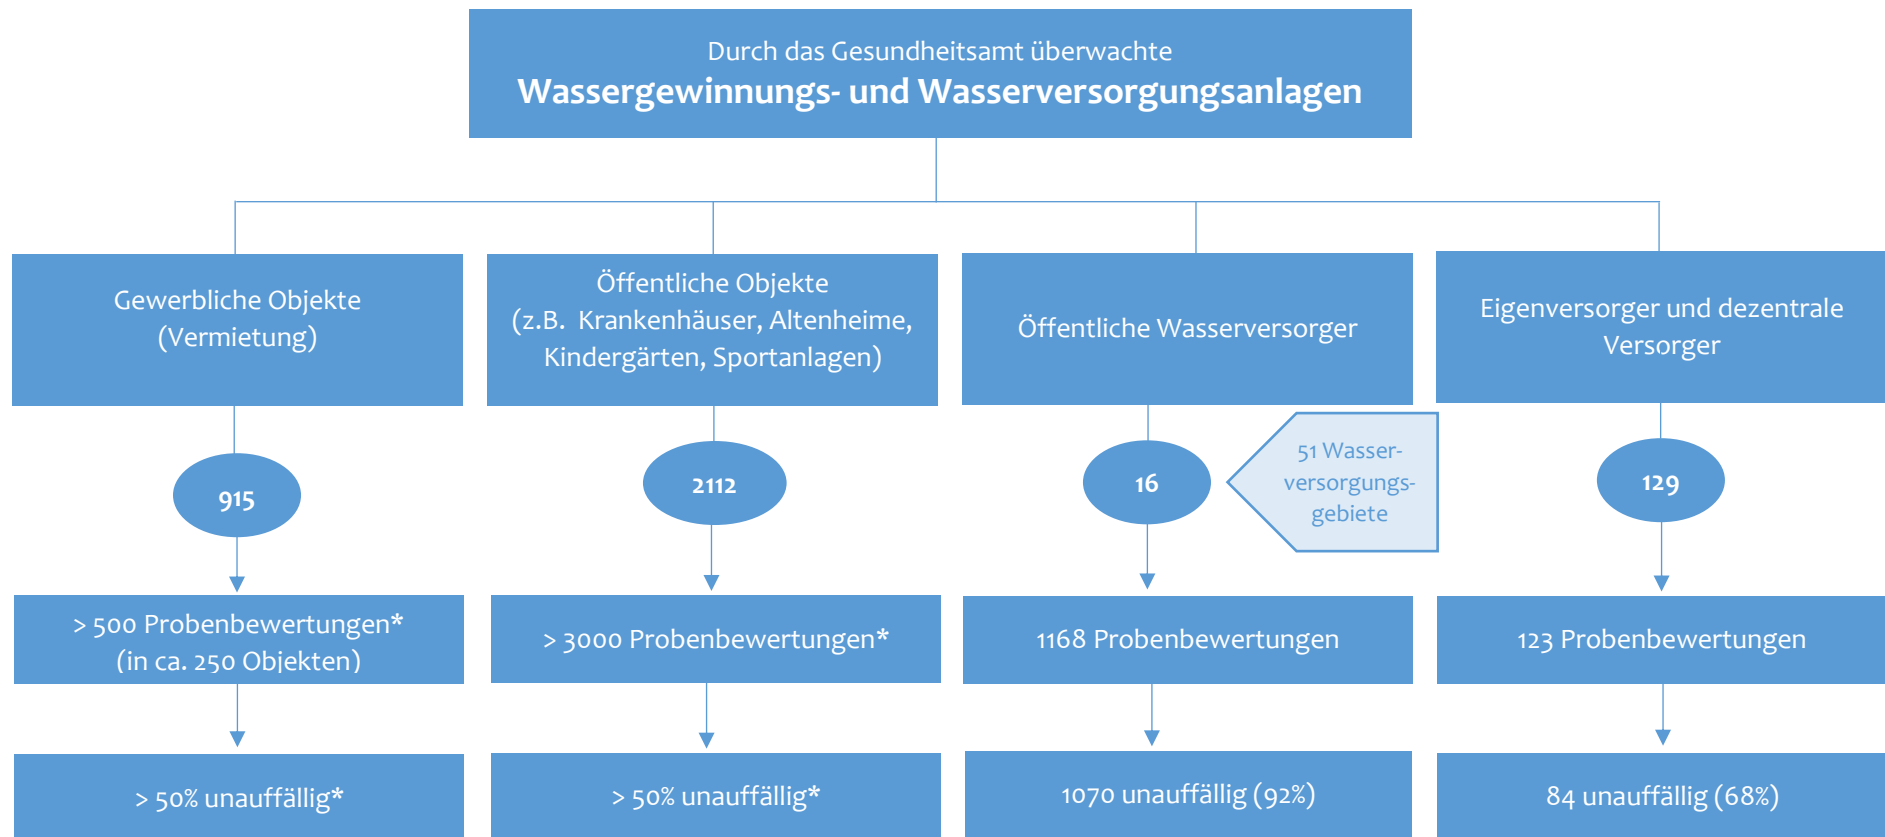 Durch das Gesundheitsamt überwachte
Wassergewinnungs- und Wasserversorgungsanlagen
Gewerbliche Objekte
(Vermietung)
Öffentliche Objekte
(z.B. Krankenhäuser, Altenheime,
Kindergärten, Sportanlagen)
Öffentliche Wasserversorger
Eigenversorger und dezentrale
Versorger
915
2112
16
51 Wasser-
versorgungs-
gebiete
129
> 500 Probenbewertungen*
(in ca. 250 Objekten)
> 3000 Probenbewertungen*
1168 Probenbewertungen
123 Probenbewertungen
> 50% unauffällig*
> 50% unauffällig*
1070 unauffällig (92%)
84 unauffällig (68%)